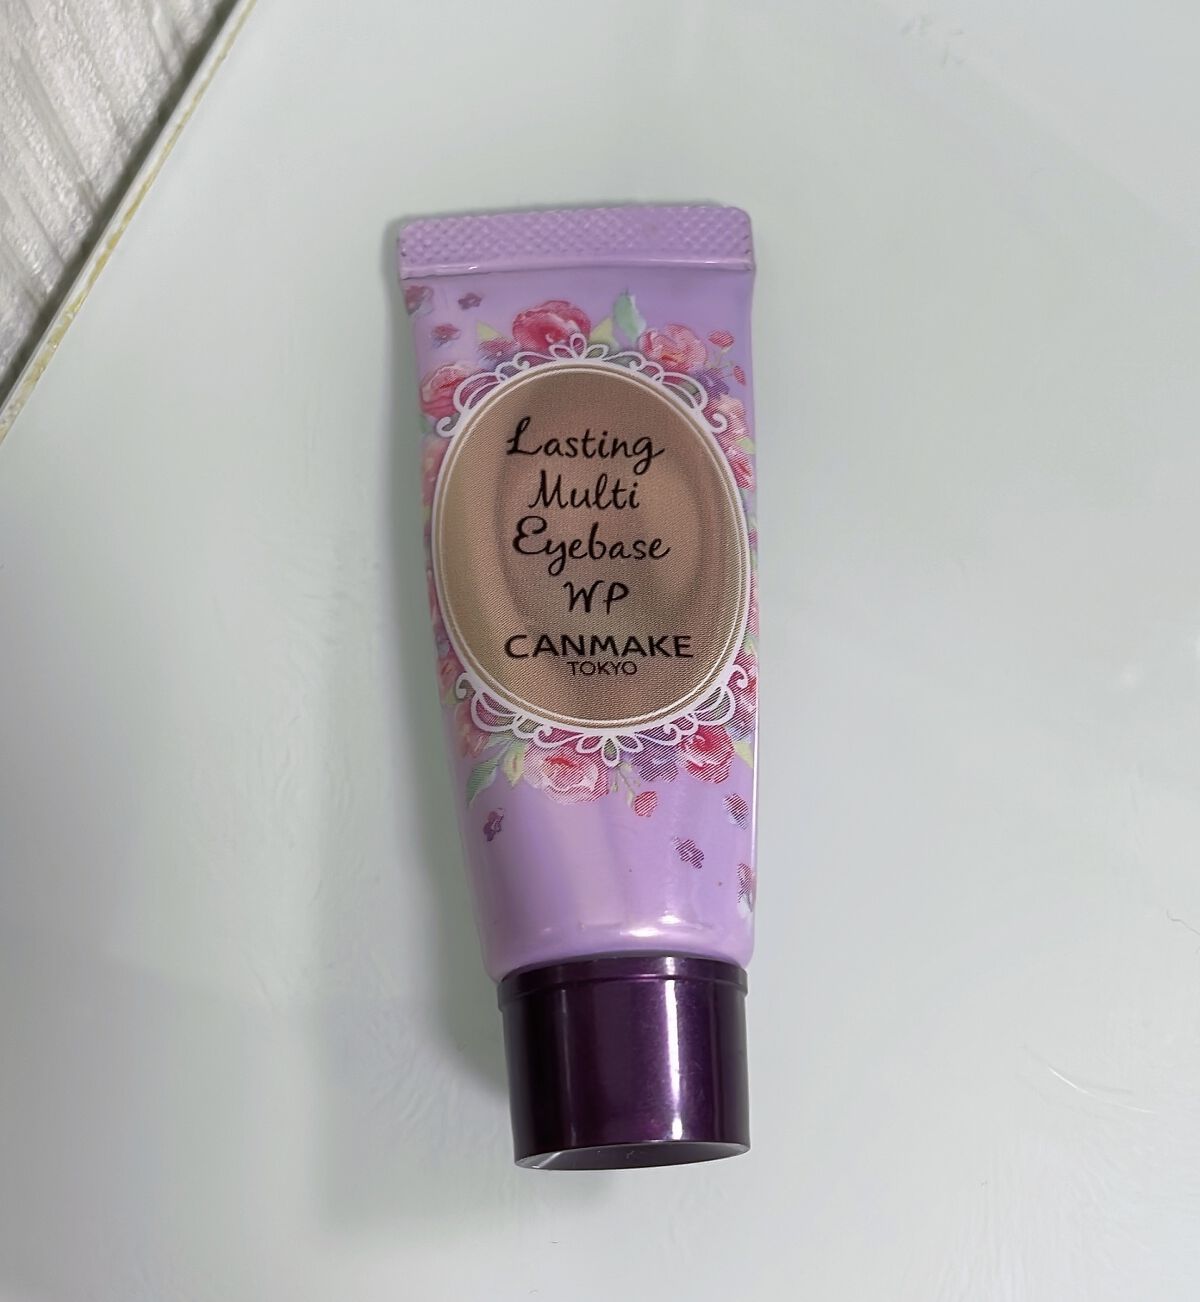 Lasting
Multi
Eyebase
WP
CANMAKE
TOKYO